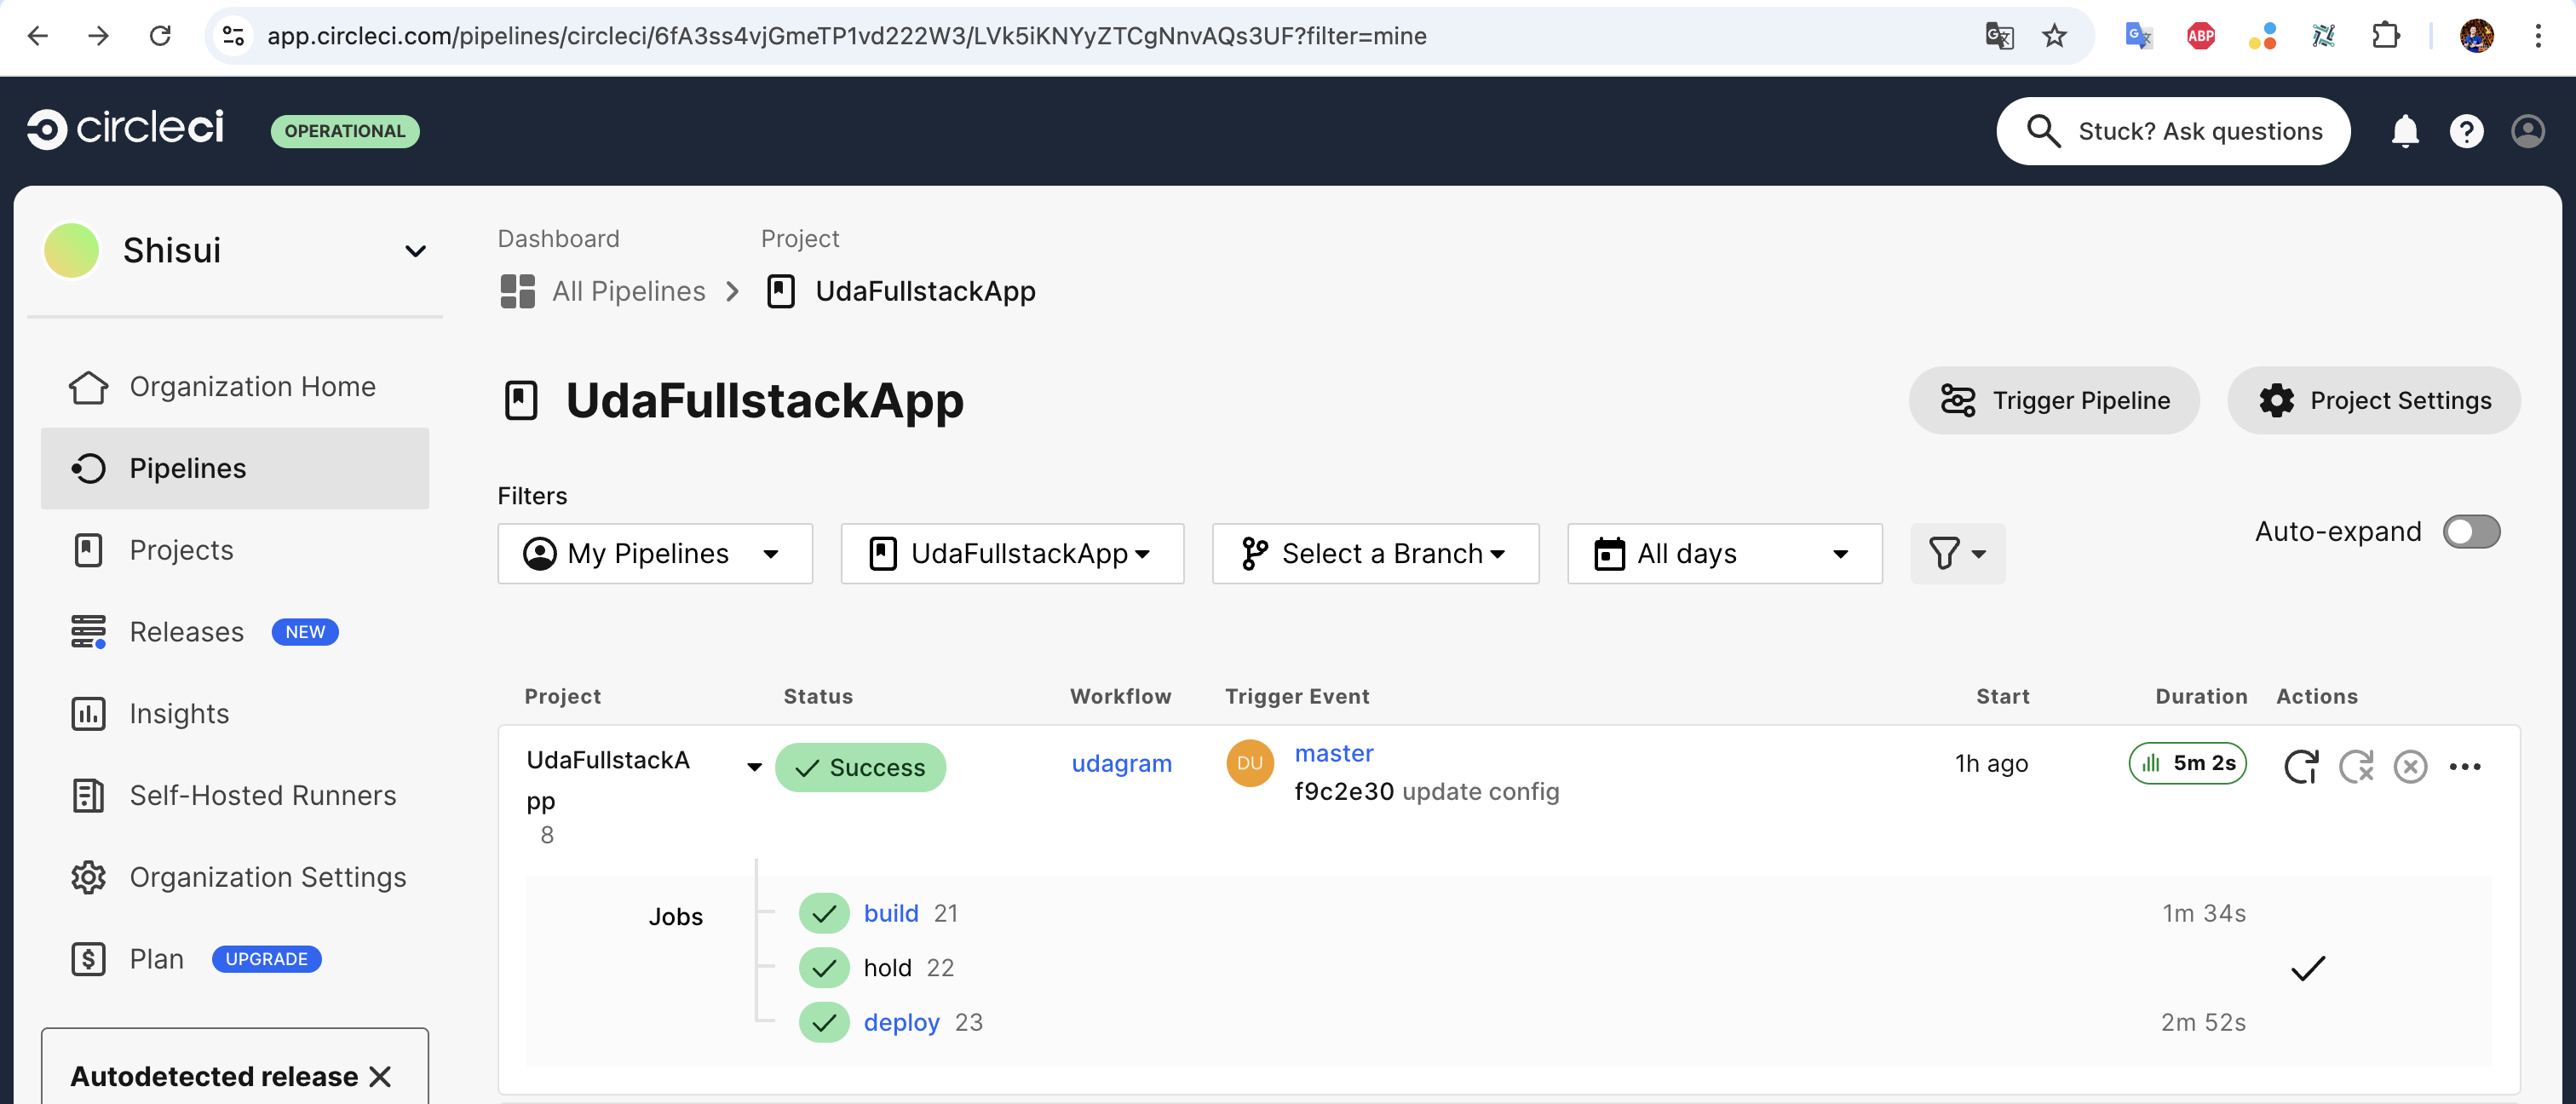 app.circleci.com/pipelines/circleci/6fA3ss4vjGmeTP1vd222W3/LVk5iKNYyZTCgNnvAQs3UF?filter=mine
ABP
circleci
OPERATIONAL
Stuck? Ask questions
Shisui
Organization Home
Pipelines
Projects
Releases NEW
Insights
Self-Hosted Runners
Organization Settings
Plan UPGRADE
Autodetected release
Dashboard Project
All Pipelines UdaFullstackApp
UdaFullstackApp
Trigger Pipeline
Project Settings
Filters
My Pipelines
UdaFullstackApp
Select a Branch
All days
Auto-expand
Project Status Workflow Trigger Event Start Duration Actions
UdaFullstackA
pp
8
Success
udagram
DU
master
f9c2e30 update config
1h ago
5m 2s
Jobs
build 21 1m 34s
hold 22
deploy 23 2m 52s